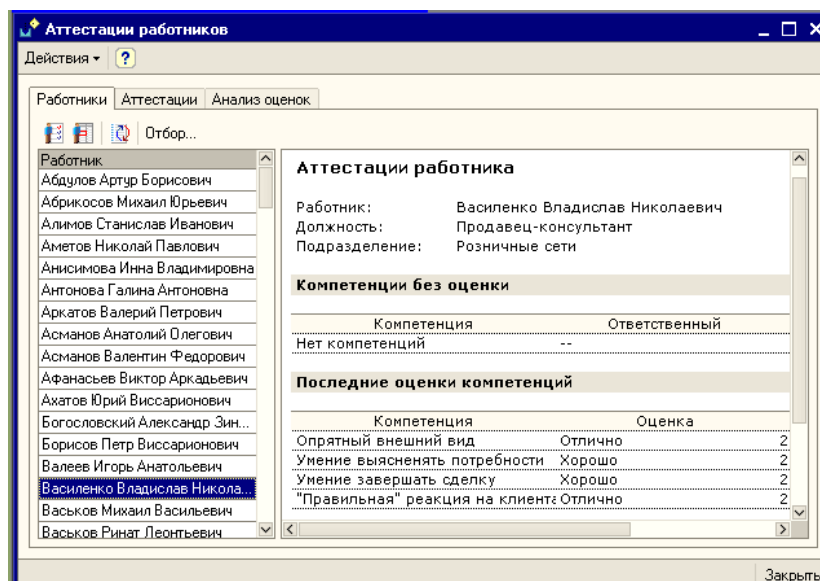 Аттестации работников
Действия
Работники Аттестации Анализ оценок
Отбор...
Работник
Абдулов Артур Борисович
Абрикосов Михаил Юрьевич
Алимов Станислав Иванович
Аметов Николай Павлович
Анисимова Инна Владимировна
Антонова Галина Антоновна
Аркатов Валерий Петрович
Асманов Анатолий Олегович
Асманов Валентин Федорович
Афанасьев Виктор Аркадьевич
Ахатов Юрий Виссарионович
Богословский Александр Зин...
Борисов Петр Виссарионович
Валеев Игорь Анатольевич
Василенко Владислав Никола...
Васьков Михаил Васильевич
Васьков Ринат Леонтьевич
Аттестации работника
Работник: Василенко Владислав Николаевич
Должность: Продавец-консультант
Подразделение: Розничные сети
Компетенции без оценки
Компетенция Ответственный
Нет компетенций --
Последние оценки компетенций
Компетенция Оценка
Опрятный внешний вид Отлично 2
Умение выясненять потребности Хорошо 2
Умение завершать сделку Хорошо 2
"Правильная" реакция на клиента Отлично 2
Закрыть